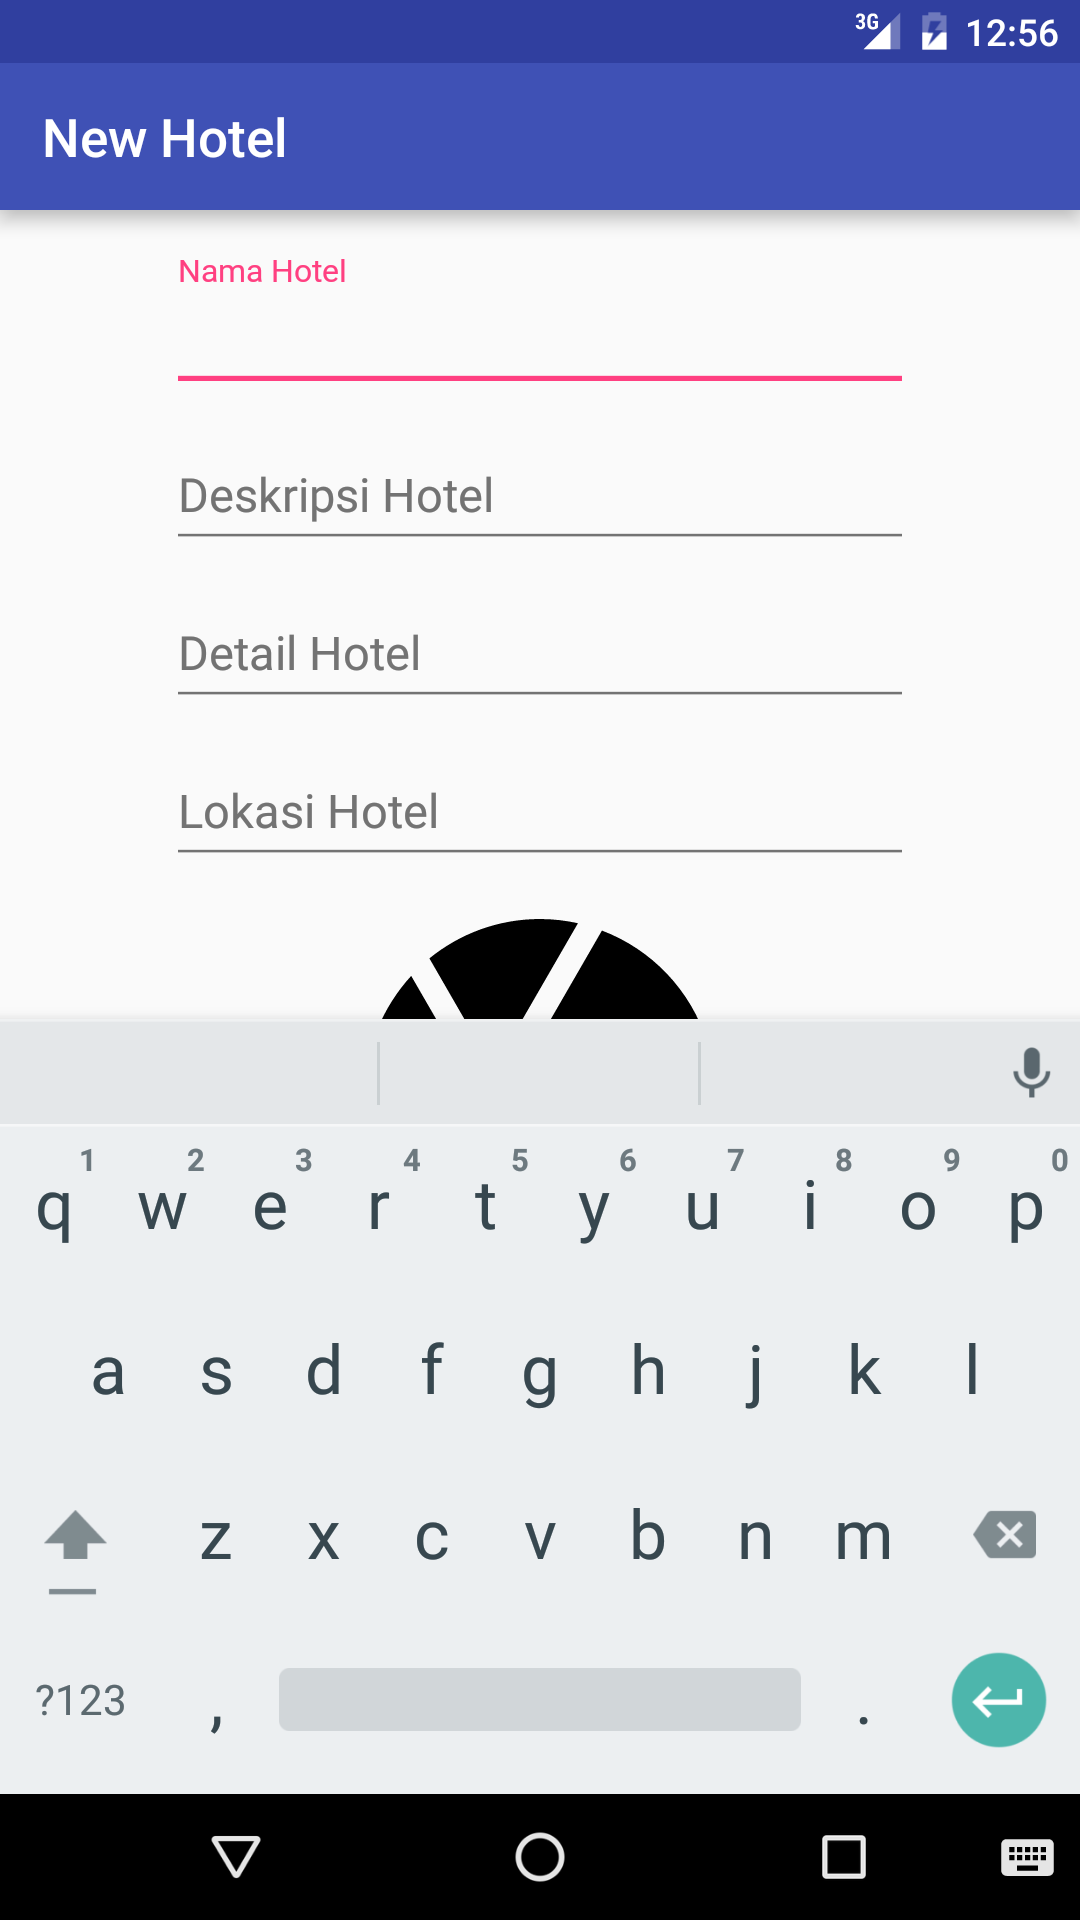 3G 12:56
New Hotel
Nama Hotel
Deskripsi Hotel
Detail Hotel
Lokasi Hotel
1 2 3 4 5 6 7 8 9 0
q w e r t y u i o p
a s d f g h j k l
z x c v b n m
?123 , .